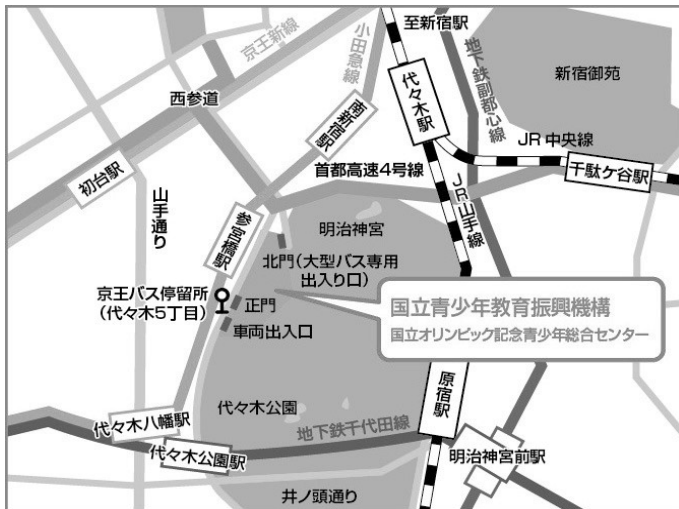 至新宿駅
京王新線
小田急線
地下鉄副都心線
新宿御苑
代々木駅
西参道
南新宿駅
JR中央線
首都高速4号線
千駄ケ谷駅
初台駅
山手通り
JR山手線
参宮橋駅
明治神宮
北門（大型バス専用
出入り口）
京王バス停留所
（代々木5丁目）
正門
車両出入口
国立青少年教育振興機構
国立オリンピック記念青少年総合センター
原宿駅
代々木公園
代々木八幡駅
地下鉄千代田線
代々木公園駅
明治神宮前駅
井ノ頭通り